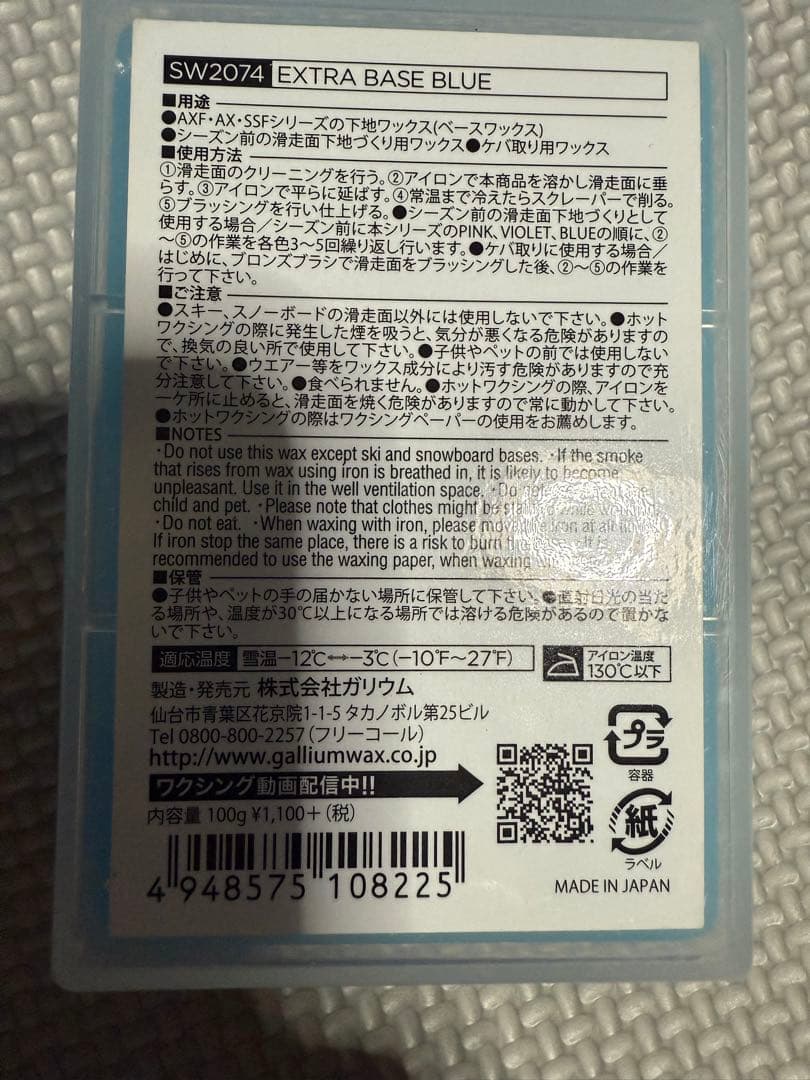 SW2074 EXTRA BASE BLUE
■用途
●AXF・AX・SSFシリーズの下地ワックス(ベースワックス)
●シーズン前の滑走面下地づくり用ワックス●ケバ取り用ワックス
■使用方法
①滑走面のクリーニングを行う。②アイロンで本商品を溶かし滑走面に垂
らす。③アイロンで平らに延ばす。④常温まで冷えたらスクレーパーで削る。
⑤ブラッシングを行い仕上げる。●シーズン前の滑走面下地づくりとして
使用する場合／シーズン前に本シリーズのPINK、VIOLET、BLUEの順に、②
〜⑤の作業を各色3〜5回繰り返し行います。●ケバ取りに使用する場合／
はじめに、ブロンズブラシで滑走面をブラッシングした後、②〜⑤の作業を
行って下さい。
■ご注意
●スキー、スノーボードの滑走面以外には使用しないで下さい。●ホット
ワクシングの際に発生した煙を吸うと、気分が悪くなる危険がありますの
で、換気の良い所で使用して下さい。●子供やペットの前では使用しない
で下さい。●ウエアー等をワックス成分により汚す危険がありますので充
分注意して下さい。●食べられません。●ホットワクシングの際、アイロンを
一ケ所に止めると、滑走面を焼く危険がありますので常に動かして下さい。
●ホットワクシングの際はワクシングペーパーの使用をお薦めします。
■NOTES
・Do not use this wax except ski and snowboard bases. ・If the smoke
that rises from wax using iron is breathed in, it is likely to become
unpleasant. Use it in the well ventilation space. ・Do not
child and pet. ・Please note that clothes might be
・Do not eat. ・When waxing with iron, please move iron at all
If iron stop the same place, there is a risk to burn It is
recommended to use the waxing paper, when waxing
■保管
●子供やペットの手の届かない場所に保管して下さい。●直射日光の当た
る場所や、温度が30℃以上になる場所では溶ける危険があるので置かな
いで下さい。
適応温度 雪温−12℃↔−3℃(−10°F〜27°F)
アイロン温度
130℃以下
製造・発売元 株式会社ガリウム
仙台市青葉区花京院1-1-5 タカノボル第25ビル
Tel 0800-800-2257(フリーコール)
http://www.galliumwax.co.jp
ワクシング動画配信中!!
内容量 100g ¥1,100＋(税)
4 948575 108225
プラ
容器
紙
ラベル
MADE IN JAPAN